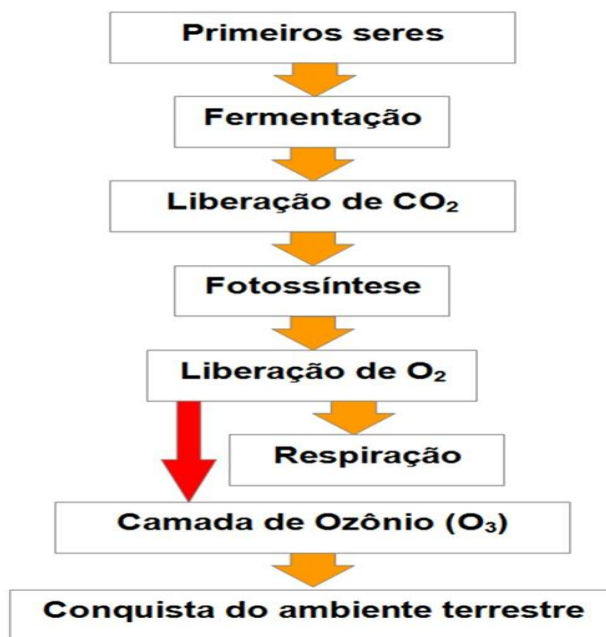 Primeiros seres
Fermentação
Liberação de CO₂
Fotossíntese
Liberação de O₂
Respiração
Camada de Ozônio (O₃)
Conquista do ambiente terrestre